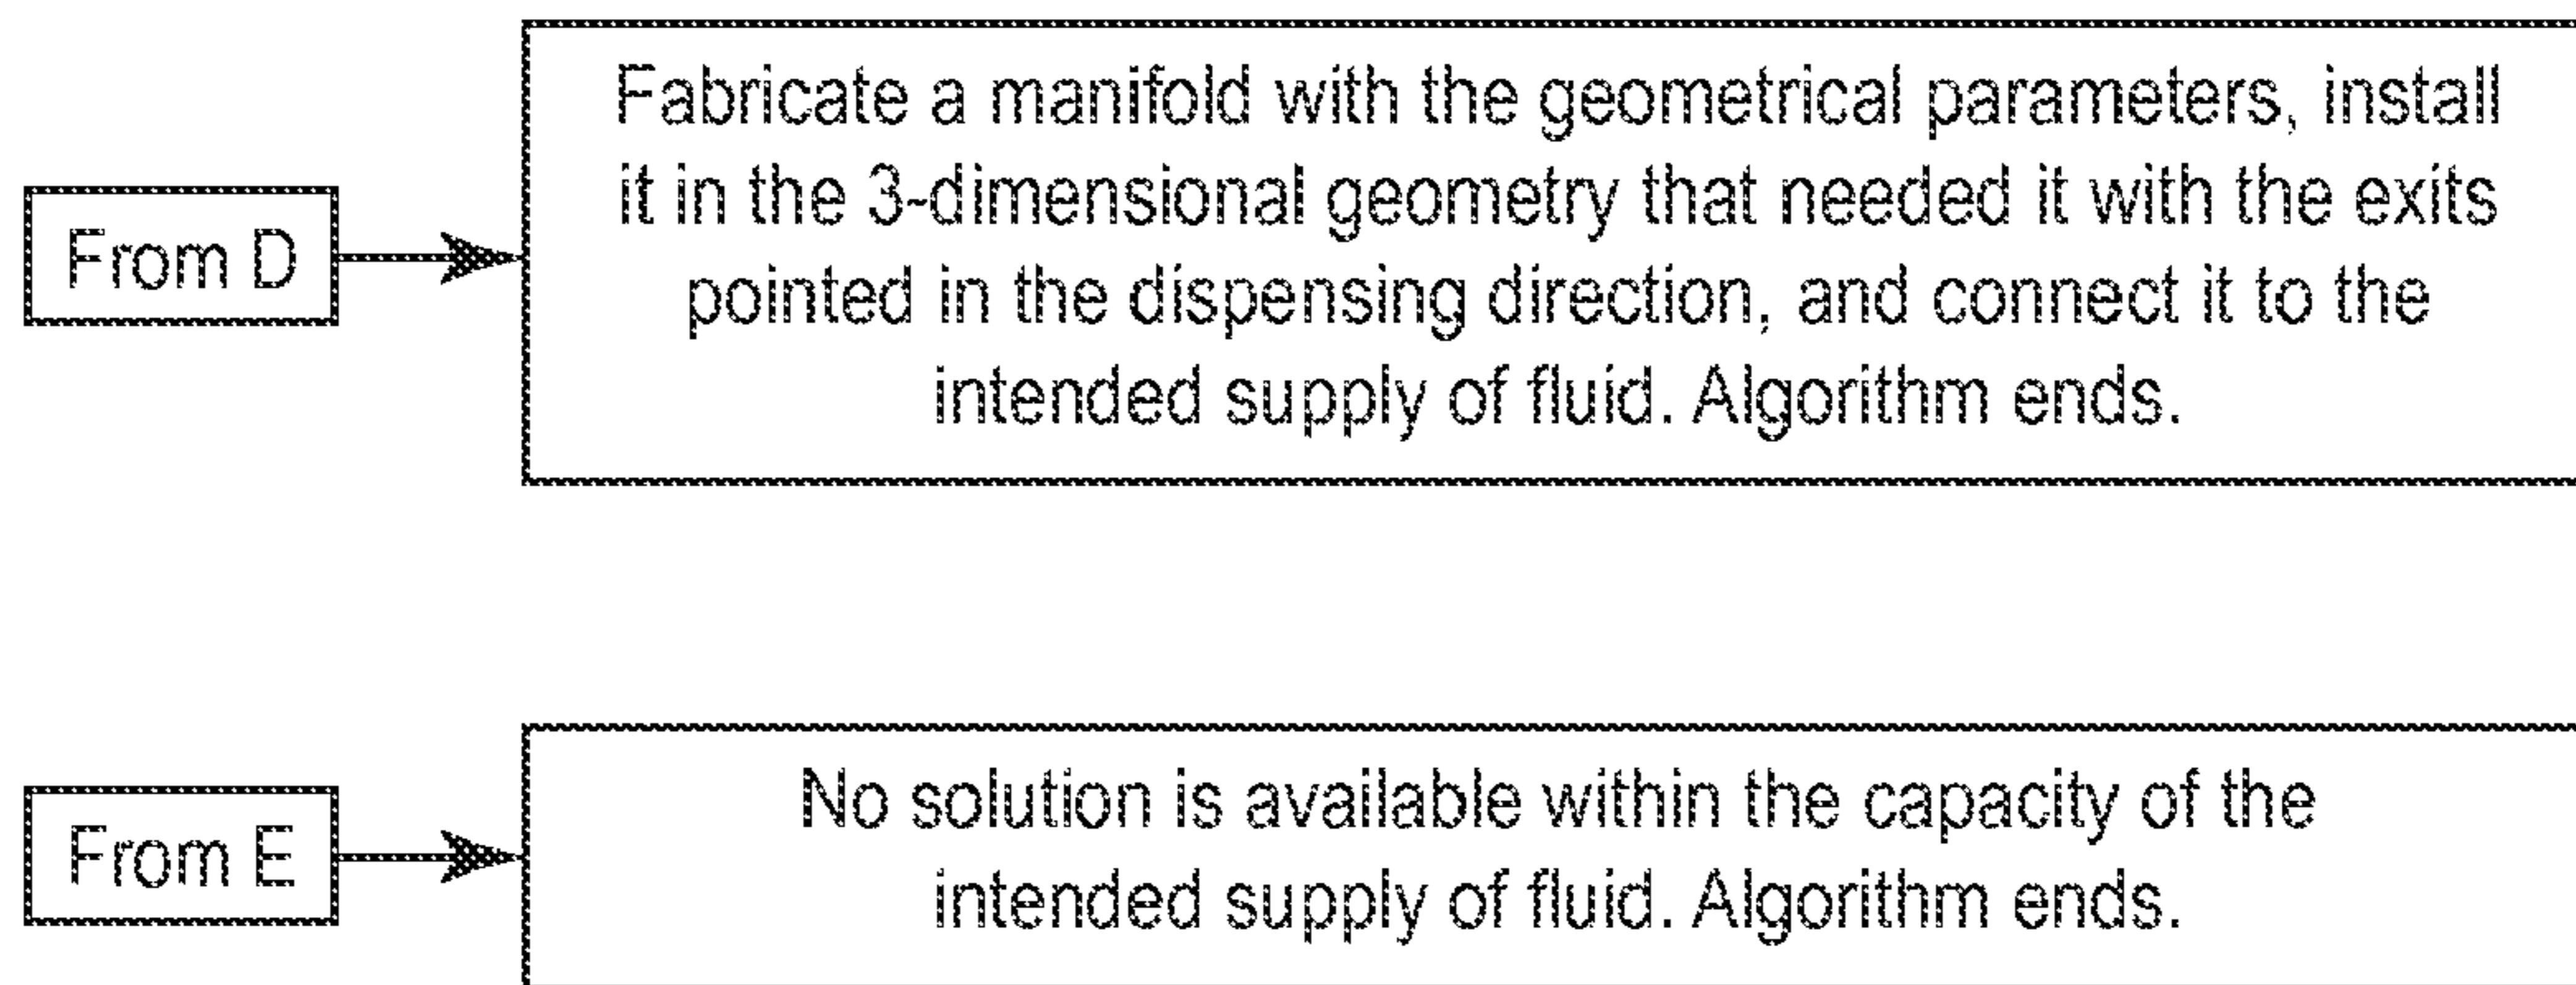 From D
Fabricate a manifold with the geometrical parameters, install
it in the 3-dimensional geometry that needed it with the exits
pointed in the dispensing direction, and connect it to the
intended supply of fluid. Algorithm ends.
From E
No solution is available within the capacity of the
intended supply of fluid. Algorithm ends.